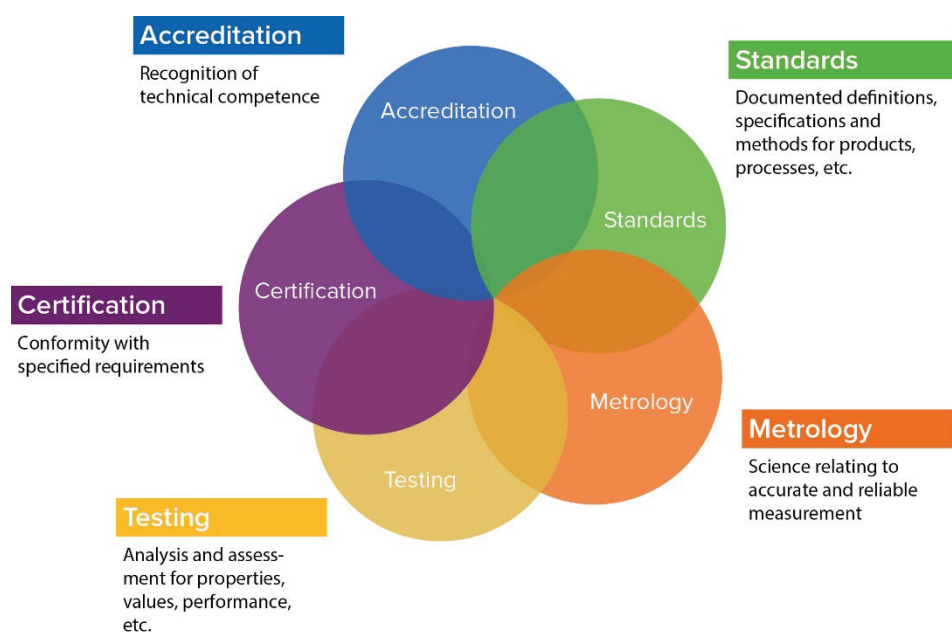 Accreditation
Recognition of
technical competence
Standards
Documented definitions,
specifications and
methods for products,
processes, etc.
Accreditation
Standards
Certification
Metrology
Testing
Certification
Conformity with
specified requirements
Metrology
Science relating to
accurate and reliable
measurement
Testing
Analysis and assess-
ment for properties,
values, performance,
etc.